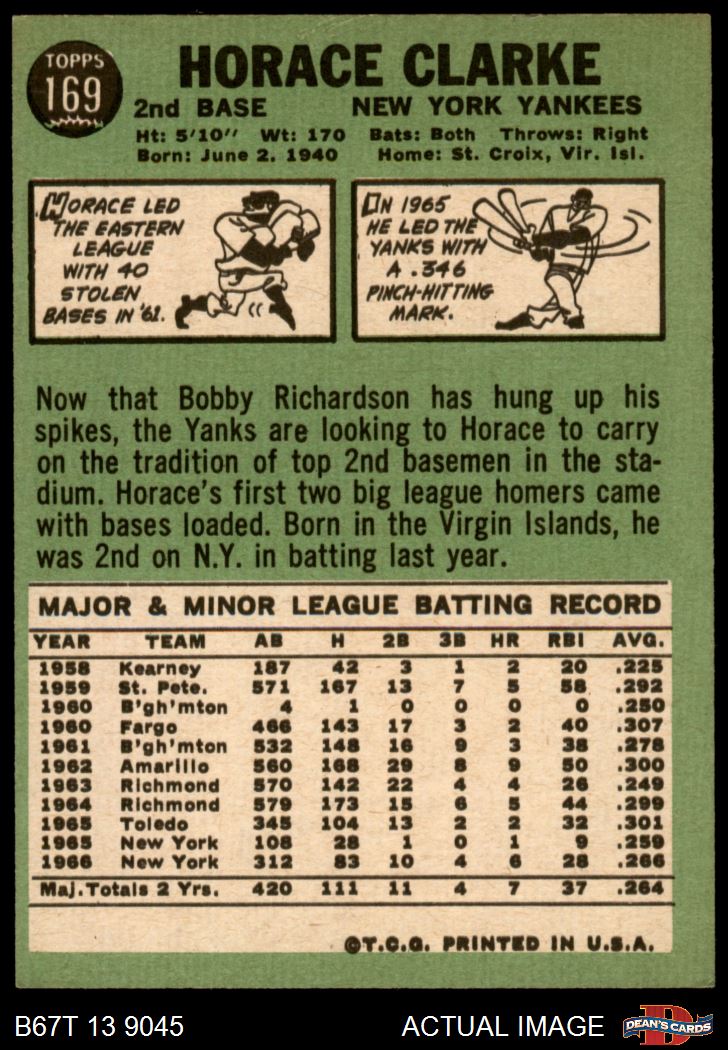 TOPPS
169
HORACE CLARKE
2nd BASE NEW YORK YANKEES
Ht: 5'10" Wt: 170 Bats: Both Throws: Right
Born: June 2, 1940 Home: St. Croix, Vir. Isl.
HORACE LED
THE EASTERN
LEAGUE
WITH 40
STOLEN
BASES IN '61.
IN 1965
HE LED THE
YANKS WITH
A .346
PINCH-HITTING
MARK.
Now that Bobby Richardson has hung up his
spikes, the Yanks are looking to Horace to carry
on the tradition of top 2nd basemen in the sta-
dium. Horace's first two big league homers came
with bases loaded. Born in the Virgin Islands, he
was 2nd on N.Y. in batting last year.
MAJOR & MINOR LEAGUE BATTING RECORD
YEAR TEAM AB H 2B 3B HR RBI AVG.
1958 Kearney 187 42 3 1 2 20 .225
1959 St. Pete. 571 167 13 7 5 58 .292
1960 B'gh'mton 4 1 0 0 0 0 .250
1960 Fargo 466 143 17 3 2 40 .307
1961 B'gh'mton 532 148 16 9 3 38 .278
1962 Amarillo 560 168 29 8 9 50 .300
1963 Richmond 570 142 22 4 4 26 .249
1964 Richmond 579 173 15 6 5 44 .299
1965 Toledo 345 104 13 2 2 32 .301
1965 New York 108 28 1 0 1 9 .259
1966 New York 312 83 10 4 6 28 .266
Maj. Totals 2 Yrs. 420 111 11 4 7 37 .264
©T.C.G. PRINTED IN U.S.A.
B67T 13 9045 ACTUAL IMAGE
D
DEAN'S CARDS